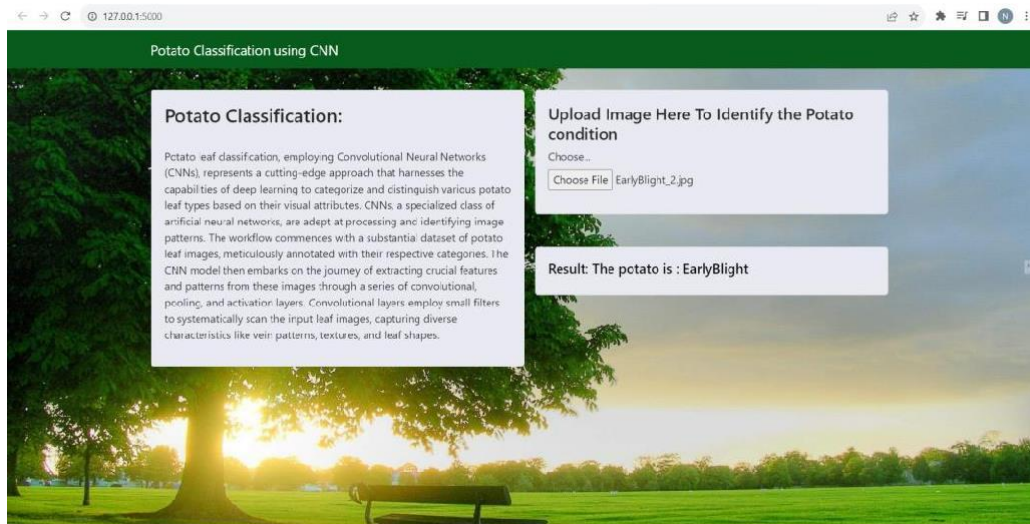 127.0.0.1:5000
N
Potato Classification using CNN
Potato Classification:
Potato leaf classification, employing Convolutional Neural Networks
(CNNs), represents a cutting-edge approach that harnesses the
capabilities of deep learning to categorize and distinguish various potato
leaf types based on their visual attributes. CNNs, a specialized class of
artificial neural networks, are adept at processing and identifying image
patterns. The workflow commences with a substantial dataset of potato
leaf images, meticulously annotated with their respective categories. The
CNN model then embarks on the journey of extracting crucial features
and patterns from these images through a series of convolutional,
pooling, and activation layers. Convolutional layers employ small filters
to systematically scan the input leaf images, capturing diverse
characteristics like vein patterns, textures, and leaf shapes.
Upload Image Here To Identify the Potato
condition
Choose...
Choose File EarlyBlight_2.jpg
Result: The potato is : EarlyBlight